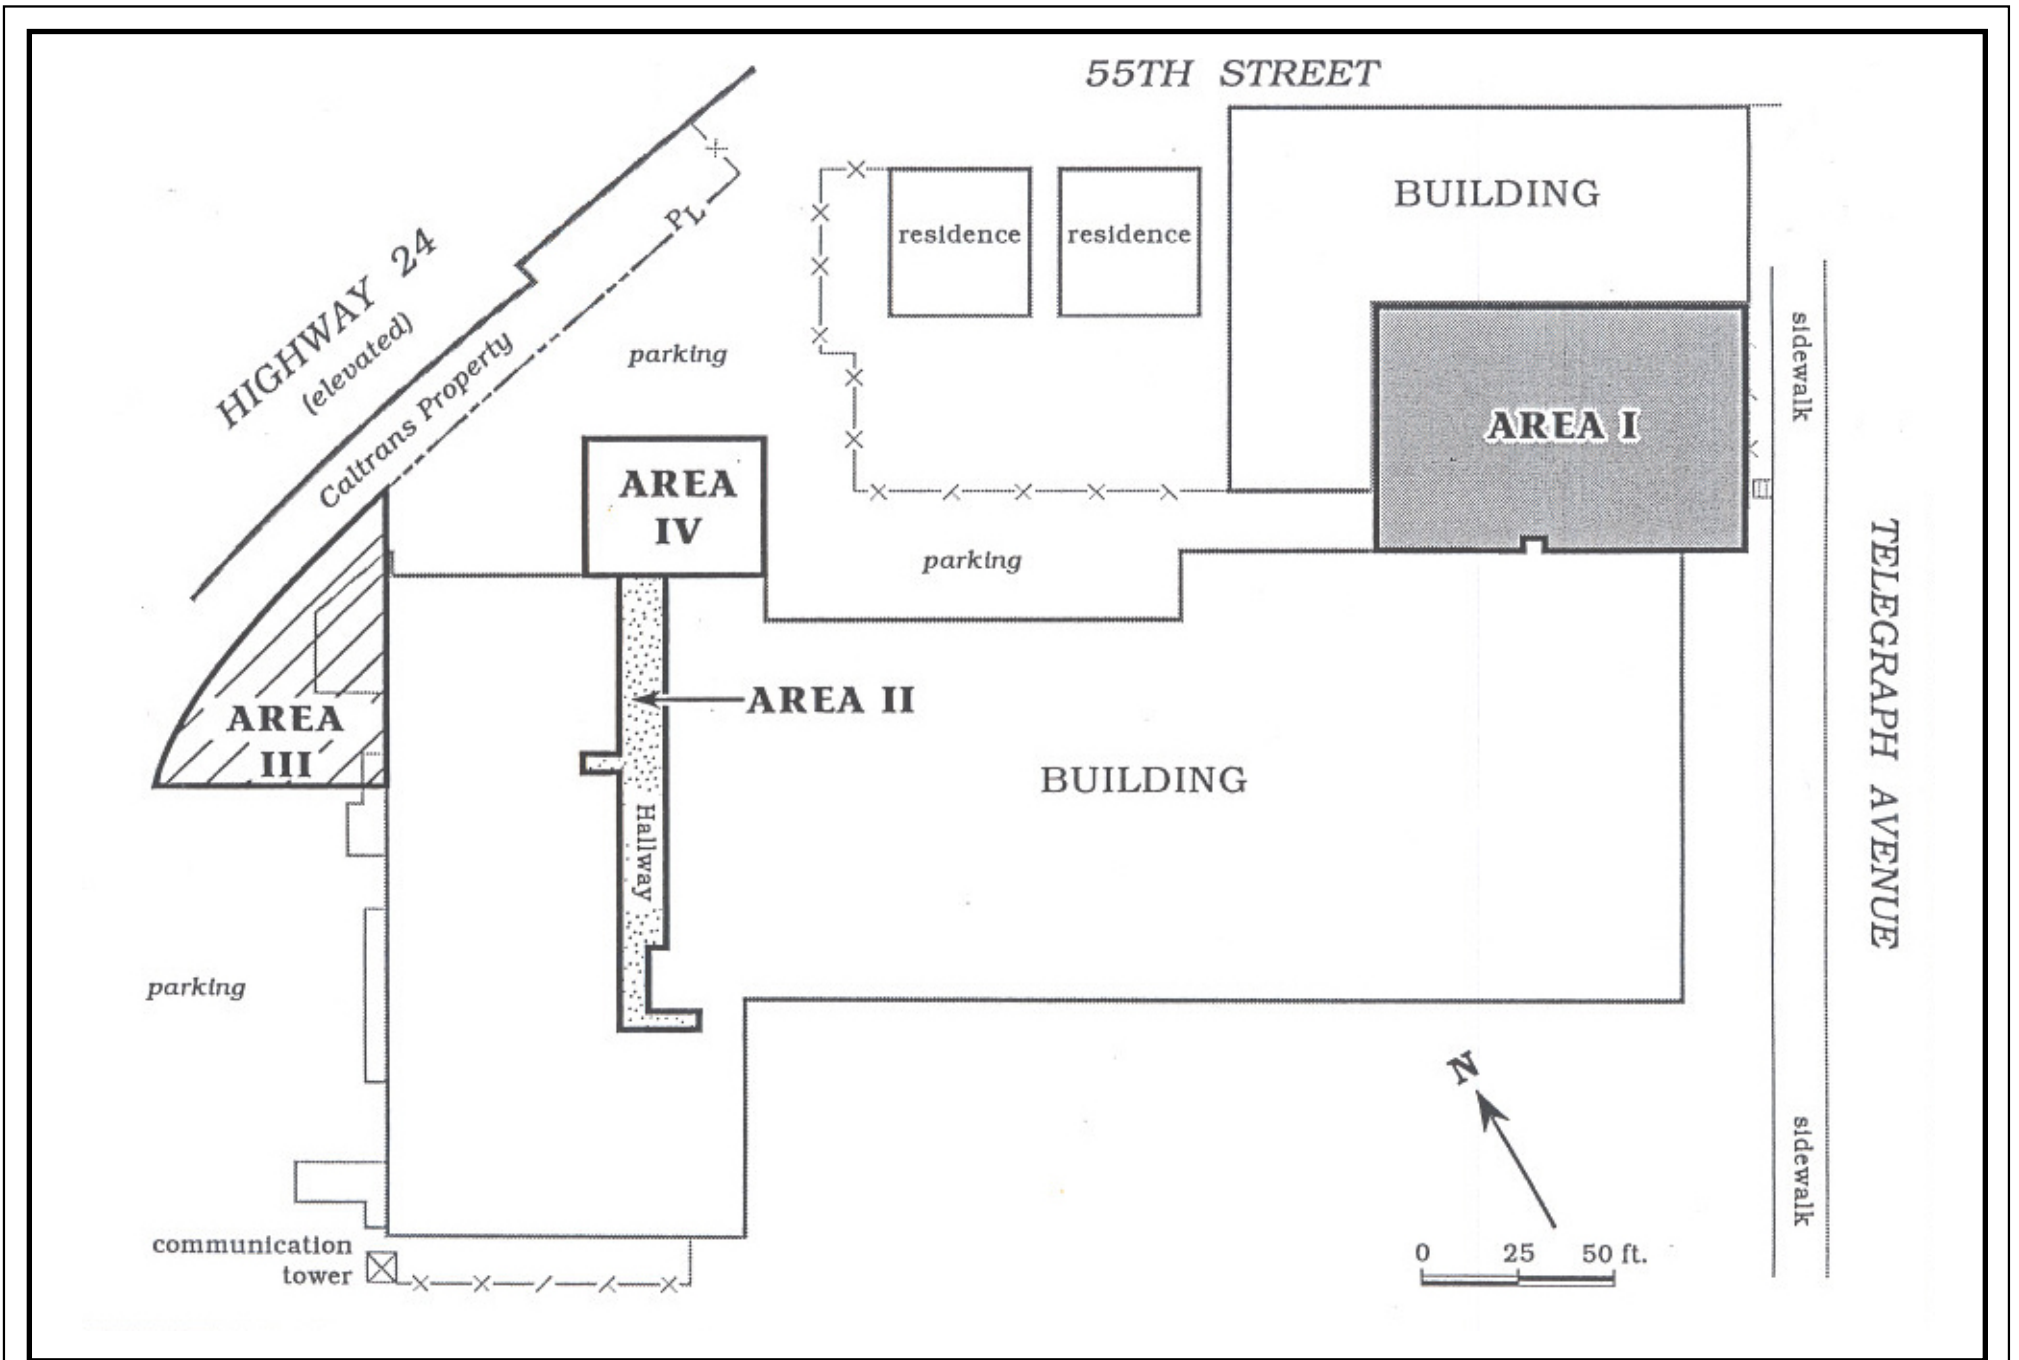 55TH STREET
BUILDING
PL
residence
residence
HIGHWAY 24
(elevated)
Caltrans Property
parking
sidewalk
AREA I
AREA
IV
parking
TELEGRAPH AVENUE
AREA II
AREA
III
BUILDING
Hallway
parking
N
sidewalk
communication
tower
0 25 50 ft.